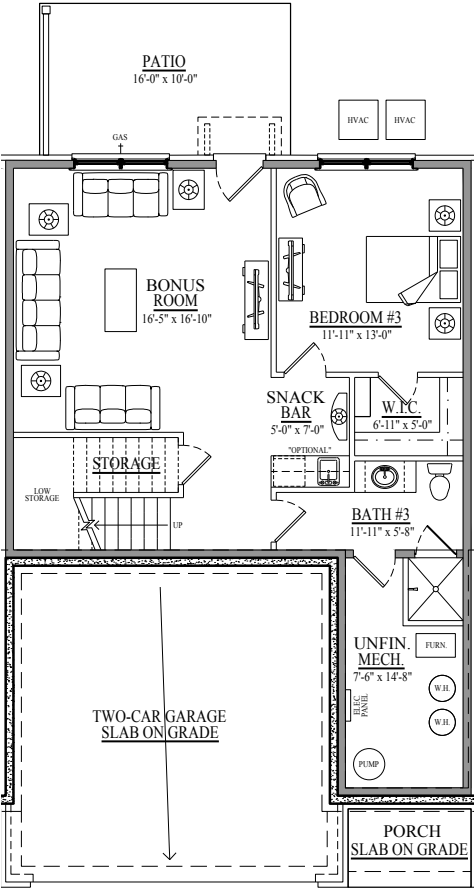 PATIO
16'-0" x 10'-0"
HVAC
HVAC
GAS
BONUS
ROOM
16'-5" x 16'-10"
BEDROOM #3
11'-11" x 13'-0"
SNACK
BAR
5'-0" x 7'-0"
W.I.C.
6'-11" x 5'-0"
"OPTIONAL"
STORAGE
LOW
STORAGE
UP
BATH #3
11'-11" x 5'-8"
UNFIN.
MECH.
7'-6" x 14'-8"
FURN.
W.H.
W.H.
ELEC
PANEL
PUMP
TWO-CAR GARAGE
SLAB ON GRADE
PORCH
SLAB ON GRADE